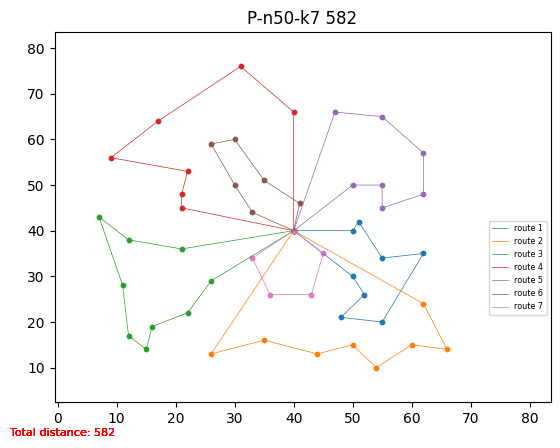 P-n50-k7 582
80
70
60
50
40
30
20
10
0 10 20 30 40 50 60 70 80
route 1
route 2
route 3
route 4
route 5
route 6
route 7
Total distance: 582